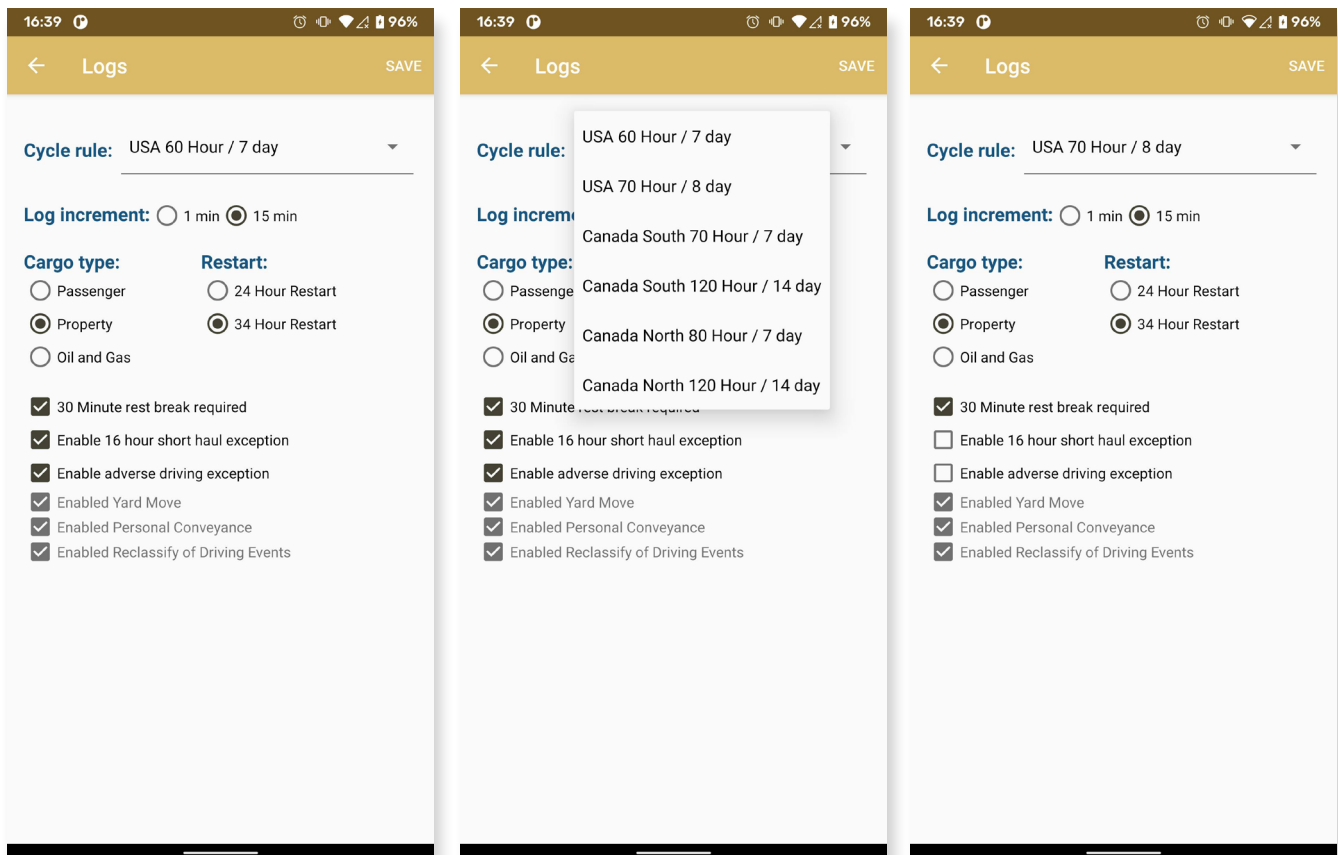 16:39 96%
Logs SAVE
Cycle rule: USA 60 Hour / 7 day
Log increment: 1 min 15 min
Cargo type: Restart:
Passenger 24 Hour Restart
Property 34 Hour Restart
Oil and Gas
30 Minute rest break required
Enable 16 hour short haul exception
Enable adverse driving exception
Enabled Yard Move
Enabled Personal Conveyance
Enabled Reclassify of Driving Events
16:39 96%
Logs SAVE
Cycle rule:
USA 60 Hour / 7 day
USA 70 Hour / 8 day
Canada South 70 Hour / 7 day
Canada South 120 Hour / 14 day
Canada North 80 Hour / 7 day
Canada North 120 Hour / 14 day
Log increm
Cargo type:
Passenge
Property
Oil and Ga
30 Minute rest break required
Enable 16 hour short haul exception
Enable adverse driving exception
Enabled Yard Move
Enabled Personal Conveyance
Enabled Reclassify of Driving Events
16:39 96%
Logs SAVE
Cycle rule: USA 70 Hour / 8 day
Log increment: 1 min 15 min
Cargo type: Restart:
Passenger 24 Hour Restart
Property 34 Hour Restart
Oil and Gas
30 Minute rest break required
Enable 16 hour short haul exception
Enable adverse driving exception
Enabled Yard Move
Enabled Personal Conveyance
Enabled Reclassify of Driving Events